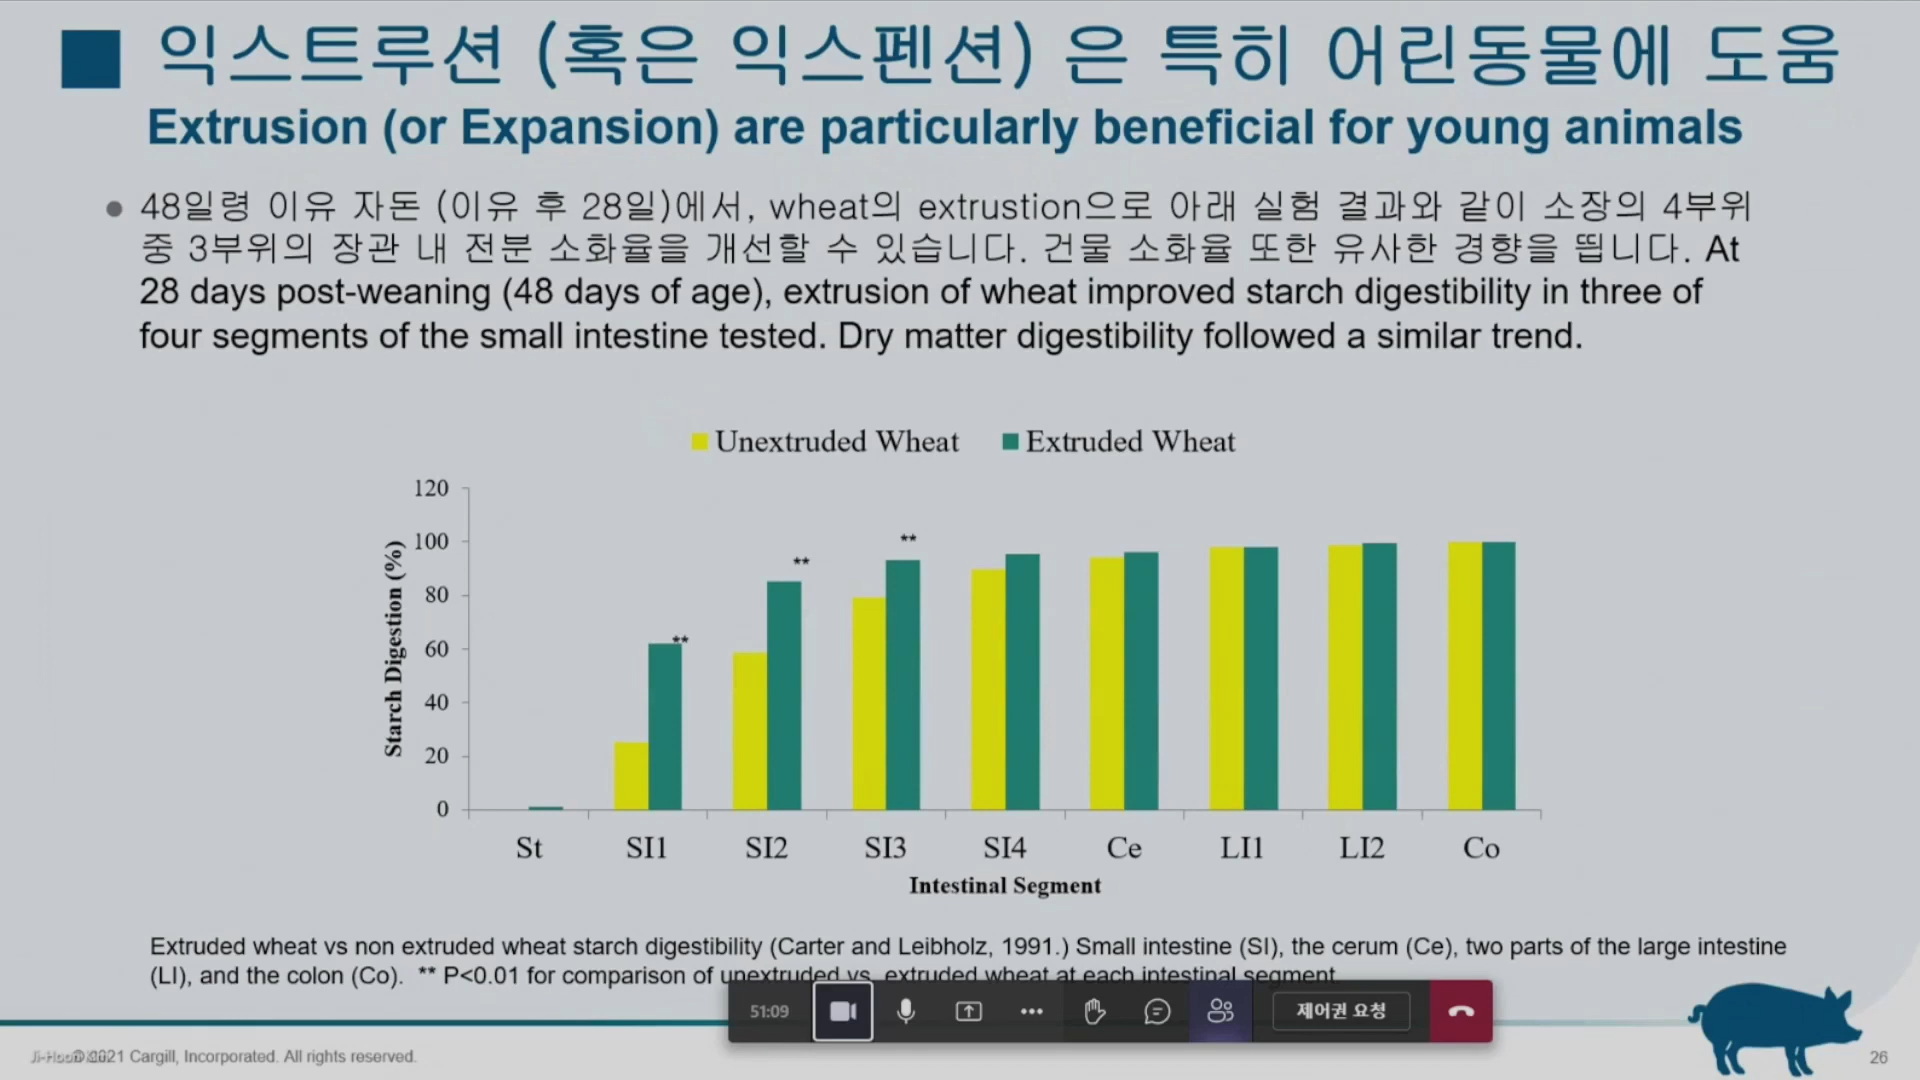 익스트루션 (혹은 익스펜션) 은 특히 어린동물에 도움
Extrusion (or Expansion) are particularly beneficial for young animals
48일령 이유 자돈 (이유 후 28일)에서, wheat의 extrustion으로 아래 실험 결과와 같이 소장의 4부위
중 3부위의 장관 내 전분 소화율을 개선할 수 있습니다. 건물 소화율 또한 유사한 경향을 띕니다. At
28 days post-weaning (48 days of age), extrusion of wheat improved starch digestibility in three of
four segments of the small intestine tested. Dry matter digestibility followed a similar trend.
Unextruded Wheat Extruded Wheat
120
100
80
60
40
20
0
Starch Digestion (%)
**
**
**
St SI1 SI2 SI3 SI4 Ce LI1 LI2 Co
Intestinal Segment
Extruded wheat vs non extruded wheat starch digestibility (Carter and Leibholz, 1991.) Small intestine (SI), the cerum (Ce), two parts of the large intestine
(LI), and the colon (Co). ** P<0.01 for comparison of unextruded vs. extruded wheat at each intestinal segment
51:09 제어권 요청
2021 Cargill, Incorporated. All rights reserved.
26